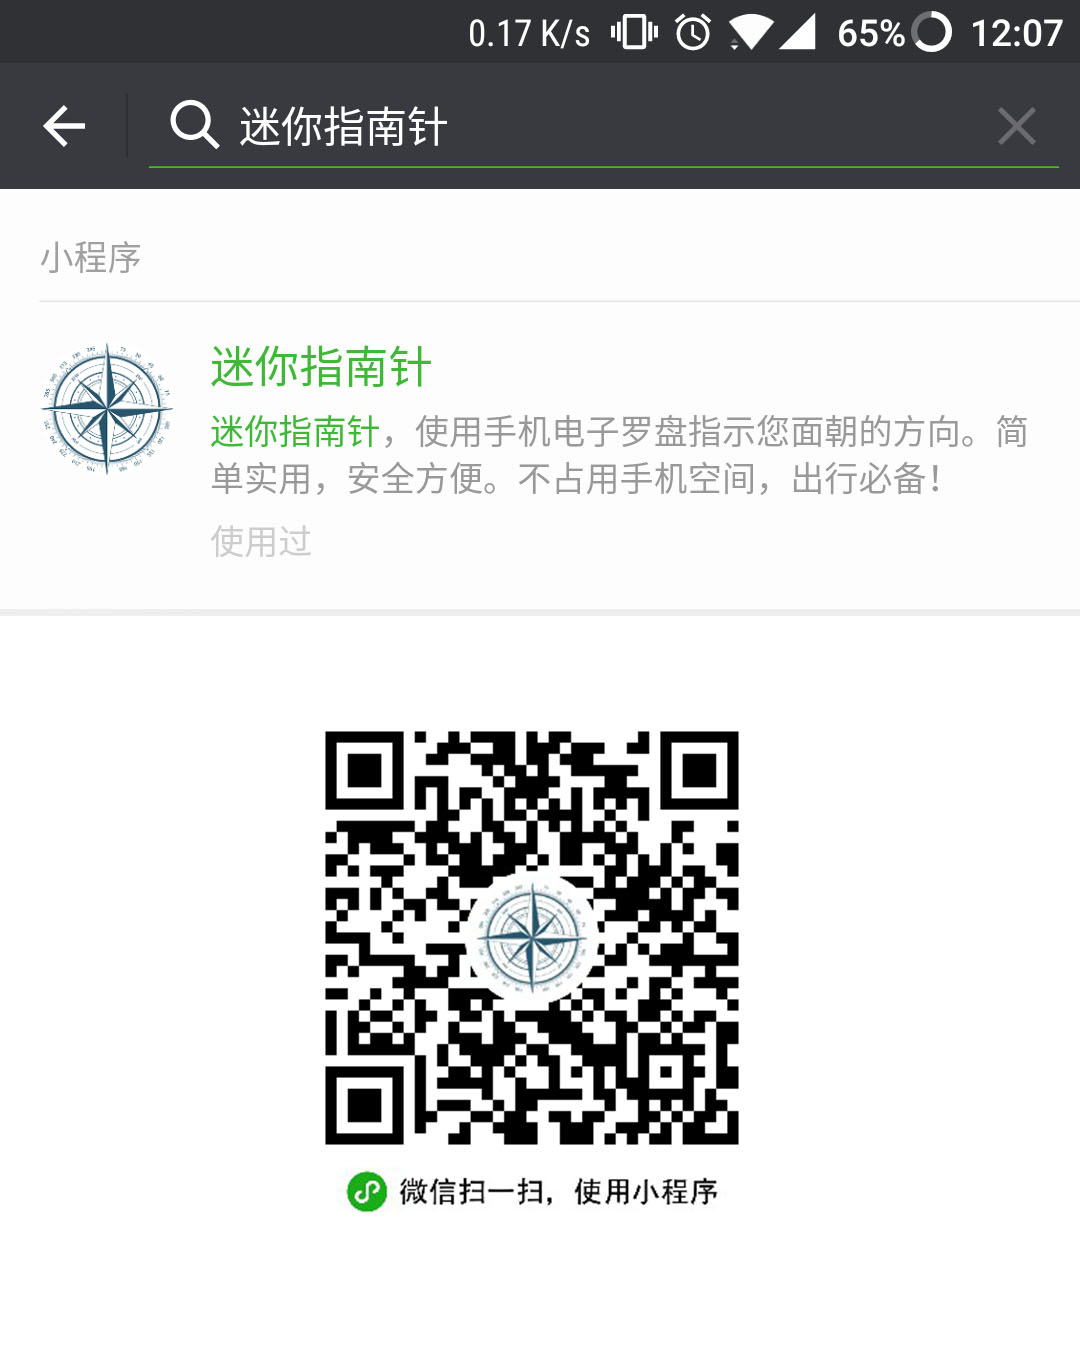 0.17 K/s 65% 12:07
迷你指南针
小程序
迷你指南针
迷你指南针，使用手机电子罗盘指示您面朝的方向。简
单实用，安全方便。不占用手机空间，出行必备！
使用过
微信扫一扫，使用小程序